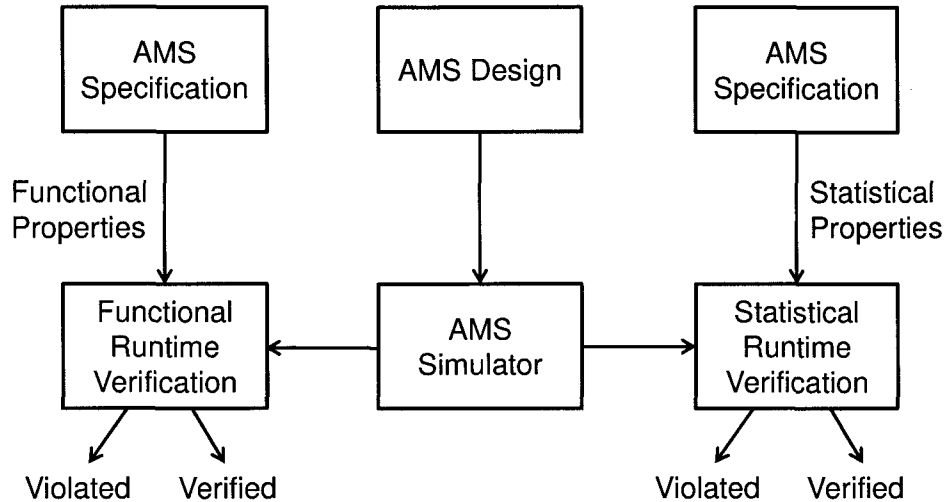 AMS
Specification
AMS Design
AMS
Specification
Functional
Properties
Statistical
Properties
Functional
Runtime
Verification
AMS
Simulator
Statistical
Runtime
Verification
Violated
Verified
Violated
Verified